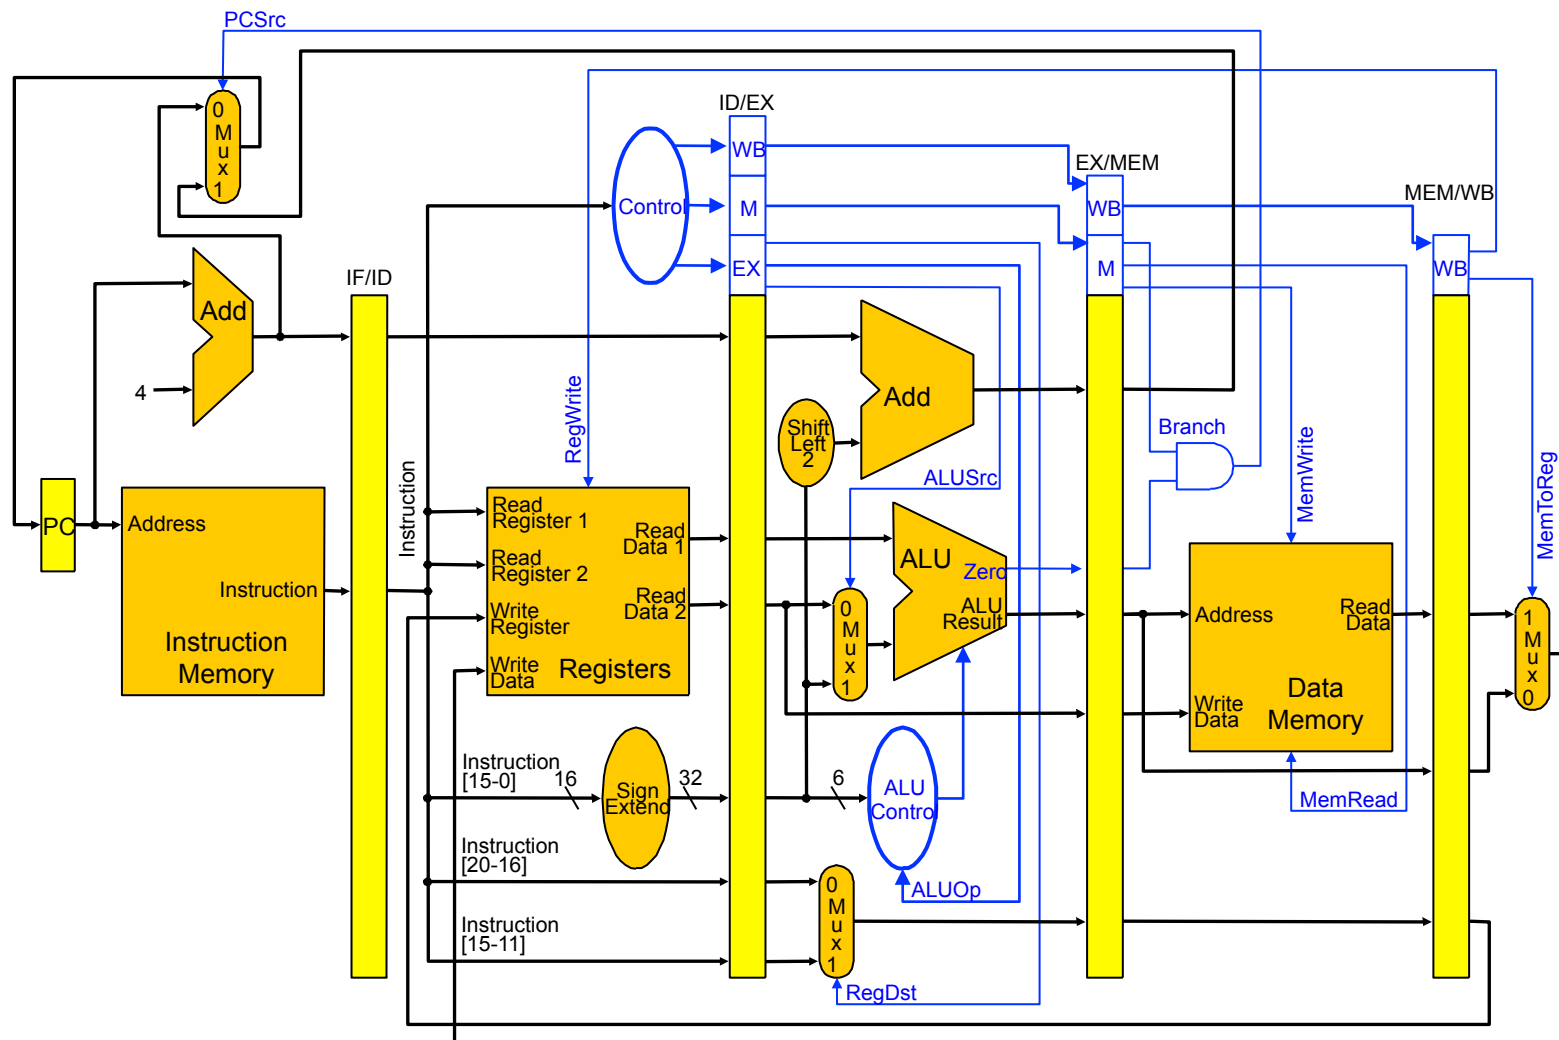 PCSrc
0
M
u
x
1
ID/EX
WB
Control
M
EX
EX/MEM
WB
M
MEM/WB
WB
IF/ID
Add
4
RegWrite
Add
Shift
Left
2
Branch
MemWrite
ALUSrc
MemToReg
PC
Address
Instruction
Instruction
Memory
Instruction
Read
Register 1
Read
Register 2
Write
Register
Write
Data
Read
Data 1
Read
Data 2
Registers
0
M
u
x
1
ALU
Zero
ALU
Result
Address
Read
Data
Write
Data
Data
Memory
1
M
u
x
0
Instruction
[15-0]
16
Sign
Extend
32
6
ALU
Control
MemRead
Instruction
[20-16]
0
M
u
x
1
ALUOp
Instruction
[15-11]
RegDst